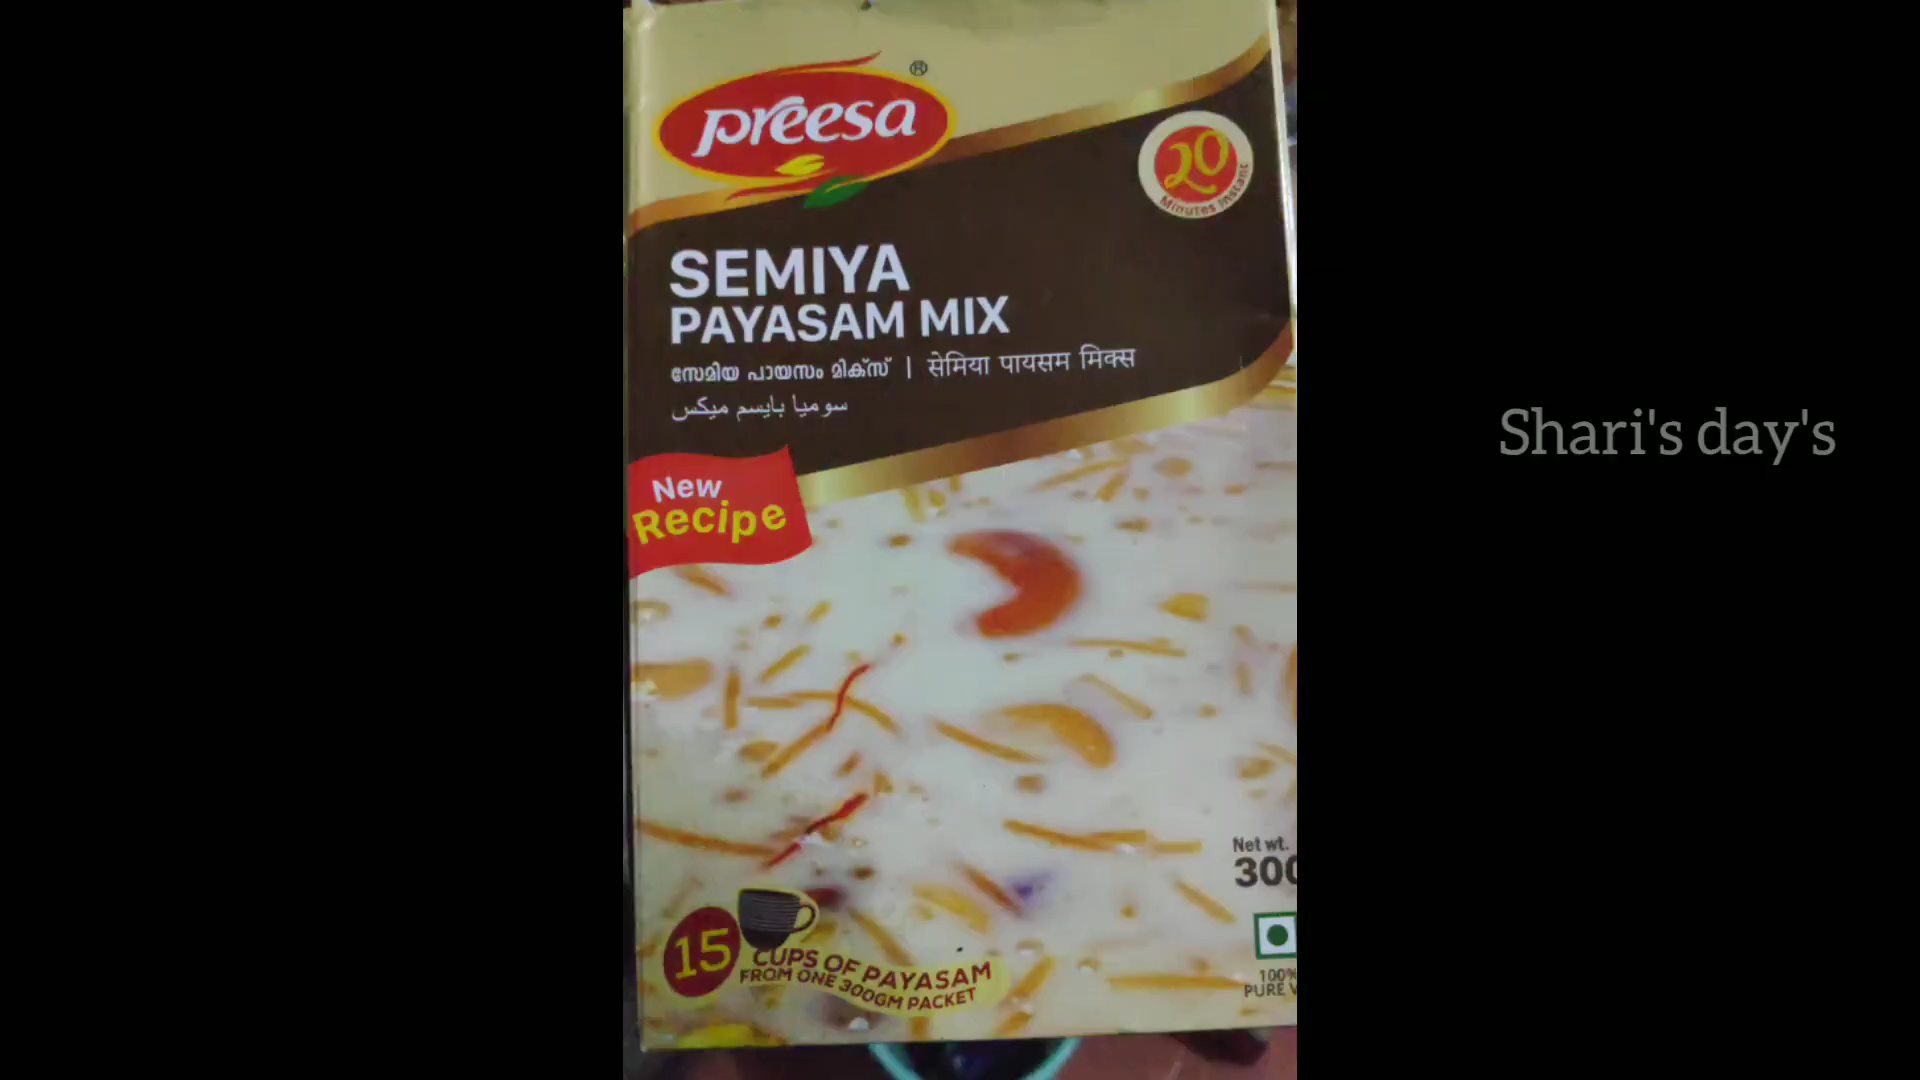 preesa ®
20
Minutes Instant
SEMIYA
PAYASAM MIX
സേമിയ പായസം മിക്സ് | सेमिया पायसम मिक्स
سوميا بايسم ميكس
New
Recipe
Shari's day's
Net wt.
300
100%
PURE
15
CUPS OF PAYASAM
FROM ONE 300GM PACKET